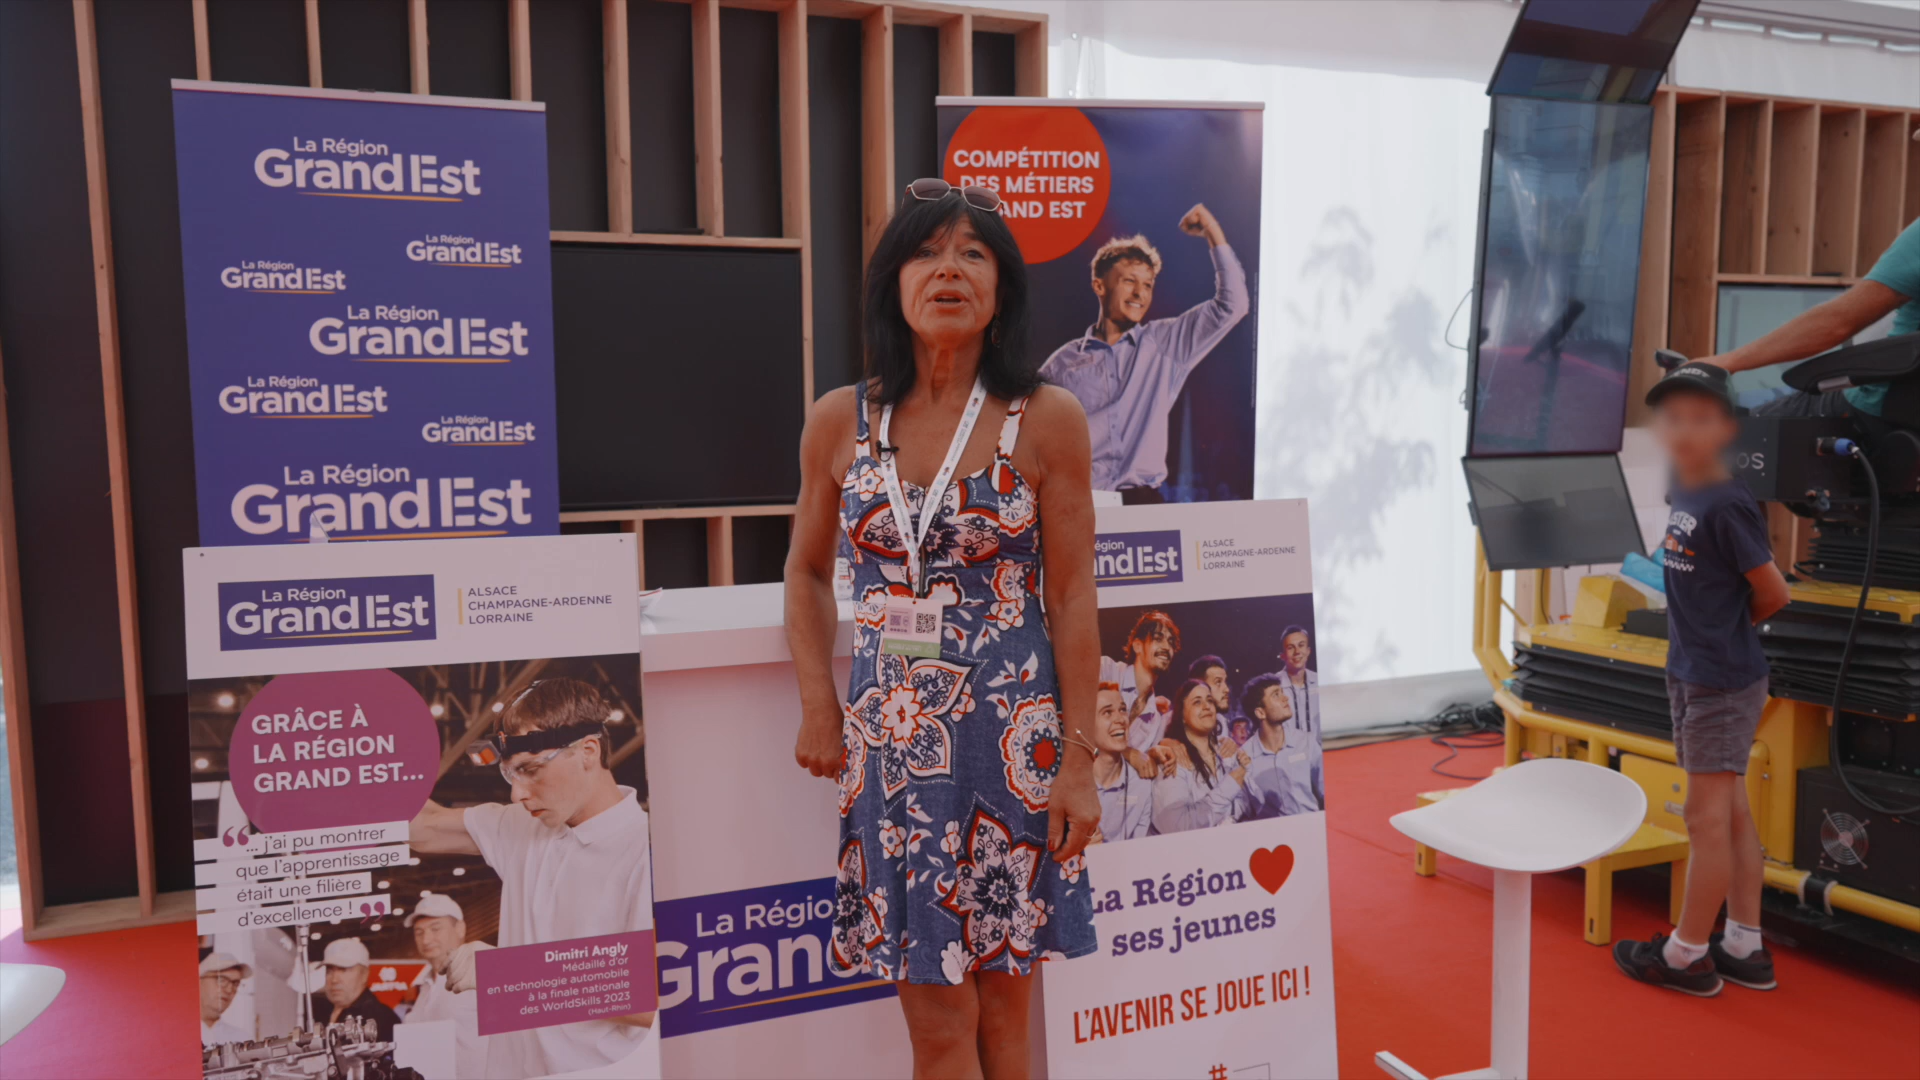 La Région
Grand Est
La Région
Grand Est
La Région
Grand Est
La Région
Grand Est
La Région
Grand Est
La Région
Grand Est
La Région
Grand Est
COMPÉTITION
DES MÉTIERS
AND EST
La Région
Grand Est
ALSACE
CHAMPAGNE-ARDENNE
LORRAINE
GRÂCE À
LA RÉGION
GRAND EST...
“... j'ai pu montrer
que l'apprentissage
était une filière
d'excellence ! ”
Dimitri Angly
Médaillé d'or
en technologie automobile
à la finale nationale
des WorldSkills 2023
(Haut-Rhin)
La Régio
Grand
égion
nd Est
ALSACE
CHAMPAGNE-ARDENNE
LORRAINE
La Région
ses jeunes
L'AVENIR SE JOUE ICI !
#
OS